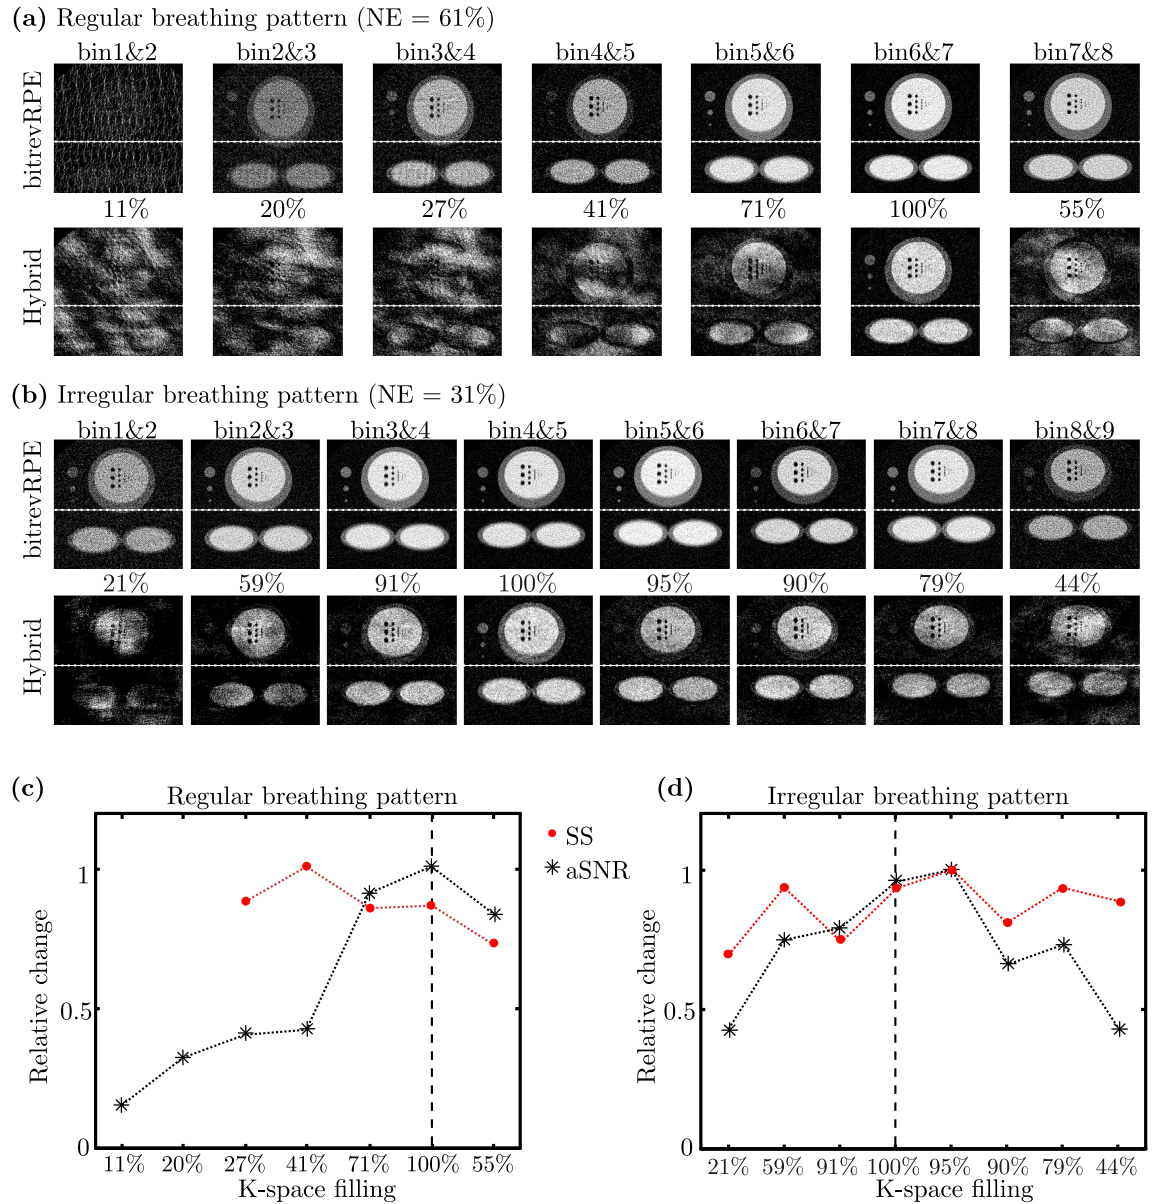 (a) Regular breathing pattern (NE = 61%)
bin1&2 bin2&3 bin3&4 bin4&5 bin5&6 bin6&7 bin7&8
bitrevRPE
11% 20% 27% 41% 71% 100% 55%
Hybrid
(b) Irregular breathing pattern (NE = 31%)
bin1&2 bin2&3 bin3&4 bin4&5 bin5&6 bin6&7 bin7&8 bin8&9
bitrevRPE
21% 59% 91% 100% 95% 90% 79% 44%
Hybrid
(c) Regular breathing pattern
Relative change
1
0.5
0
11% 20% 27% 41% 71% 100% 55%
K-space filling
SS
aSNR
(d) Irregular breathing pattern
Relative change
1
0.5
0
21% 59% 91% 100% 95% 90% 79% 44%
K-space filling